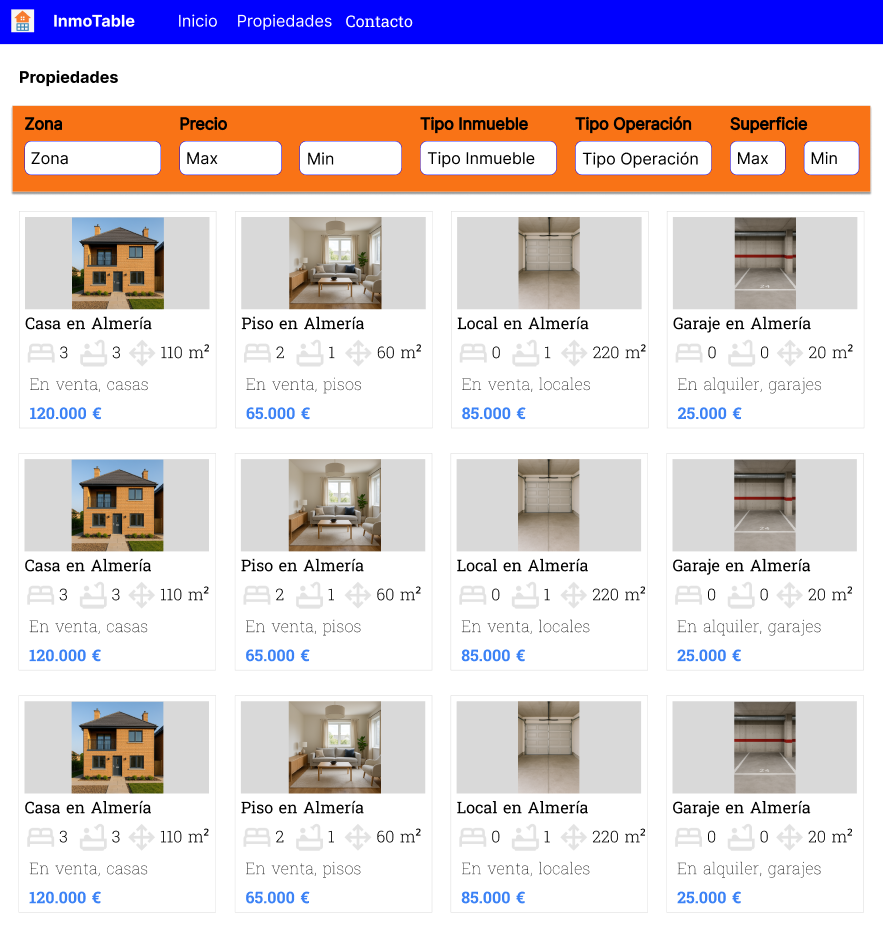 InmoTable Inicio Propiedades Contacto
Propiedades
Zona Precio Tipo Inmueble Tipo Operación Superficie
Zona Max Min Tipo Inmueble Tipo Operación Max Min
Casa en Almería Piso en Almería Local en Almería Garaje en Almería
3 3 110 m² 2 1 60 m² 0 1 220 m² 0 0 20 m²
En venta, casas En venta, pisos En venta, locales En alquiler, garajes
120.000 € 65.000 € 85.000 € 25.000 €
Casa en Almería Piso en Almería Local en Almería Garaje en Almería
3 3 110 m² 2 1 60 m² 0 1 220 m² 0 0 20 m²
En venta, casas En venta, pisos En venta, locales En alquiler, garajes
120.000 € 65.000 € 85.000 € 25.000 €
Casa en Almería Piso en Almería Local en Almería Garaje en Almería
3 3 110 m² 2 1 60 m² 0 1 220 m² 0 0 20 m²
En venta, casas En venta, pisos En venta, locales En alquiler, garajes
120.000 € 65.000 € 85.000 € 25.000 €